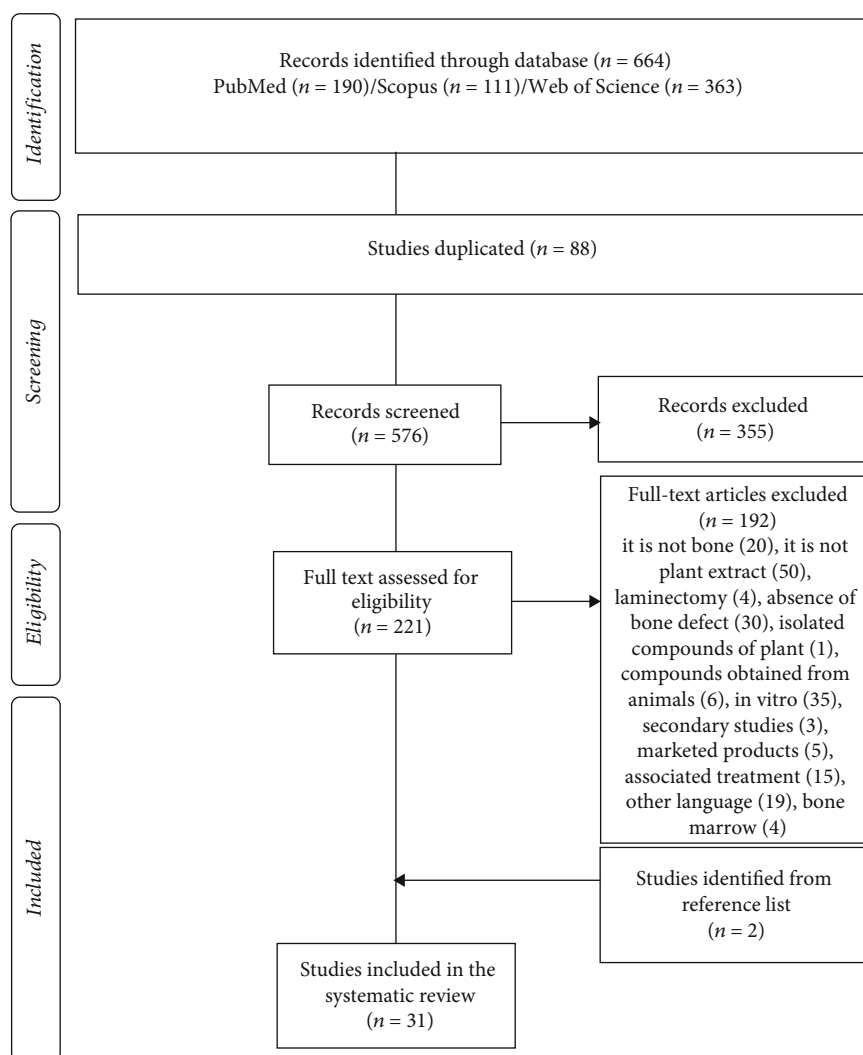 Identification
Records identified through database (n = 664)
PubMed (n = 190)/Scopus (n = 111)/Web of Science (n = 363)
Screening
Studies duplicated (n = 88)
Records screened
(n = 576)
Records excluded
(n = 355)
Eligibility
Full text assessed for
eligibility
(n = 221)
Full-text articles excluded
(n = 192)
it is not bone (20), it is not
plant extract (50),
laminectomy (4), absence of
bone defect (30), isolated
compounds of plant (1),
compounds obtained from
animals (6), in vitro (35),
secondary studies (3),
marketed products (5),
associated treatment (15),
other language (19), bone
marrow (4)
Included
Studies identified from
reference list
(n = 2)
Studies included in the
systematic review
(n = 31)